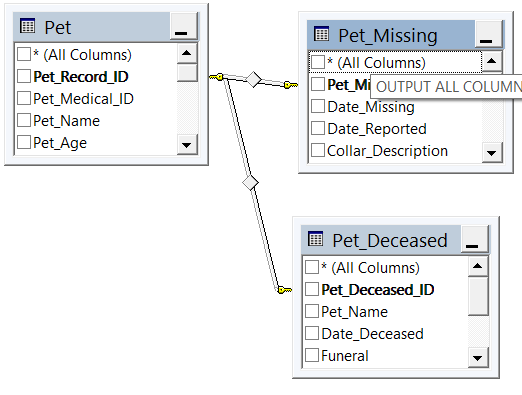 Pet
* (All Columns)
Pet_Record_ID
Pet_Medical_ID
Pet_Name
Pet_Age
Pet_Missing
* (All Columns)
Pet_Mi
OUTPUT ALL COLUMN
Date_Missing
Date_Reported
Collar_Description
Pet_Deceased
* (All Columns)
Pet_Deceased_ID
Pet_Name
Date_Deceased
Funeral